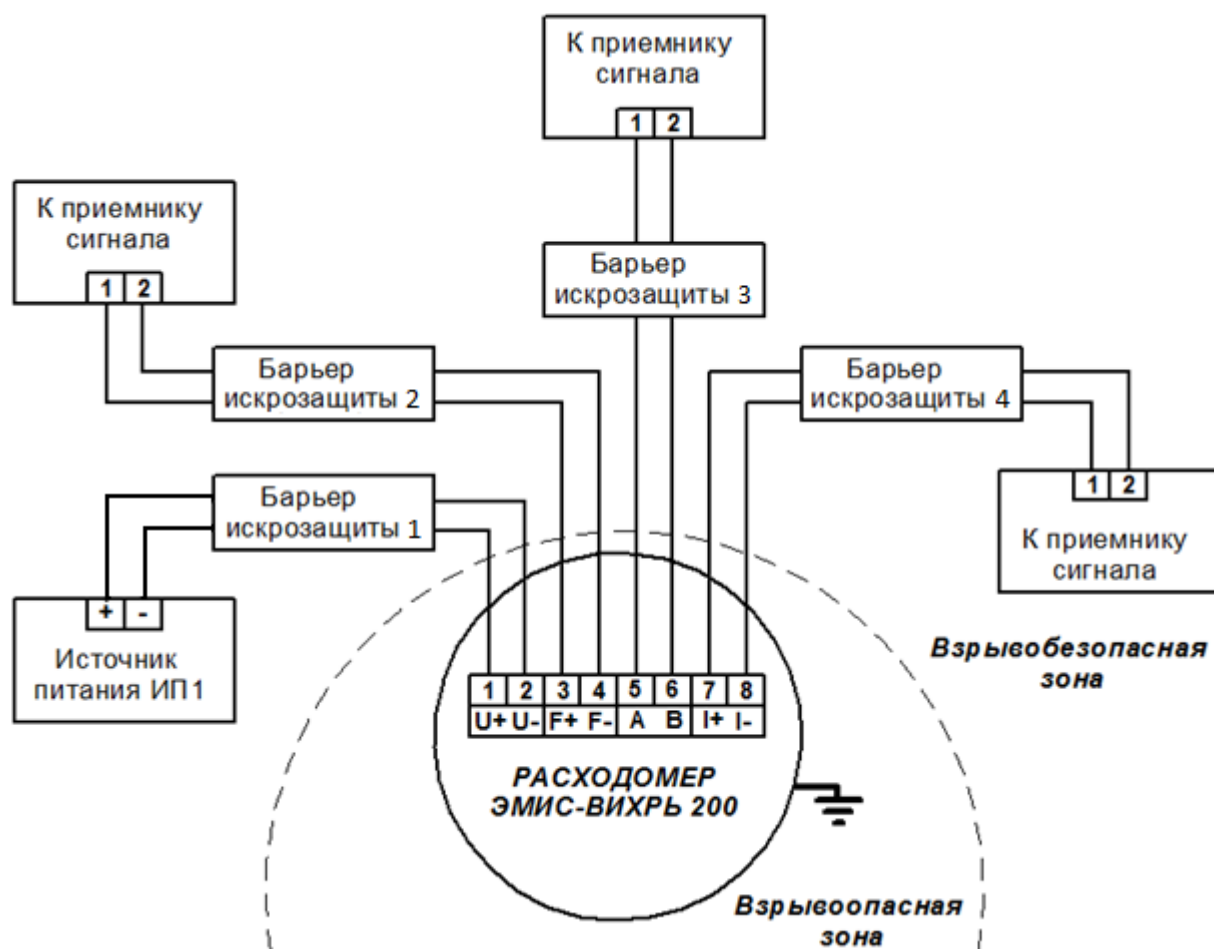 К приемнику
сигнала
1 2
К приемнику
сигнала
1 2
Барьер
искрозащиты 3
Барьер
искрозащиты 2
Барьер
искрозащиты 4
Барьер
искрозащиты 1
1 2
К приемнику
сигнала
+ -
Источник
питания ИП1
Взрывобезопасная
зона
1 2 3 4 5 6 7 8
U+ U- F+ F- A B I+ I-
РАСХОДОМЕР
ЭМИС-ВИХРЬ 200
Взрывоопасная
зона